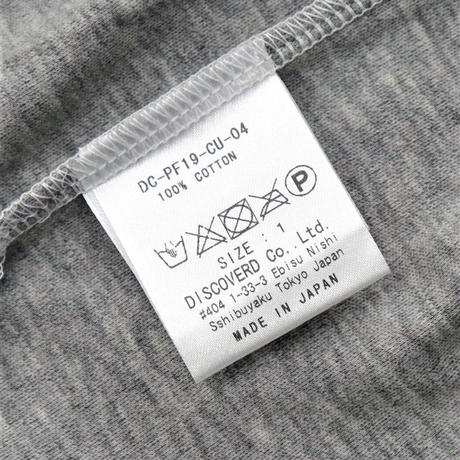 DC-PF19-CU-04
100% COTTON
P
SIZE : 1
DISCOVERD Co., Ltd.
#404 1-33-3 Ebisu Nishi
Sshibuyaku Tokyo Japan
MADE IN JAPAN